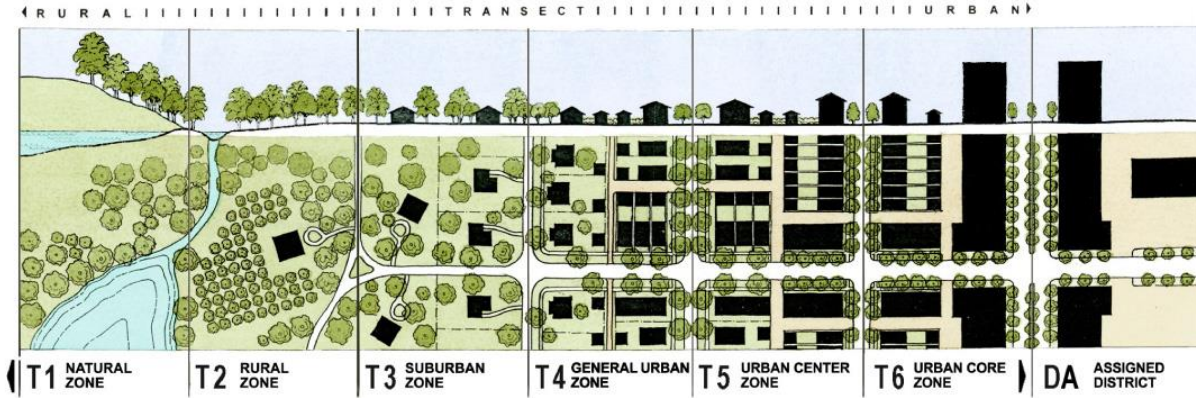 RURAL TRANSECT URBAN
T1 NATURAL
ZONE
T2 RURAL
ZONE
T3 SUBURBAN
ZONE
T4 GENERAL URBAN
ZONE
T5 URBAN CENTER
ZONE
T6 URBAN CORE
ZONE
DA ASSIGNED
DISTRICT